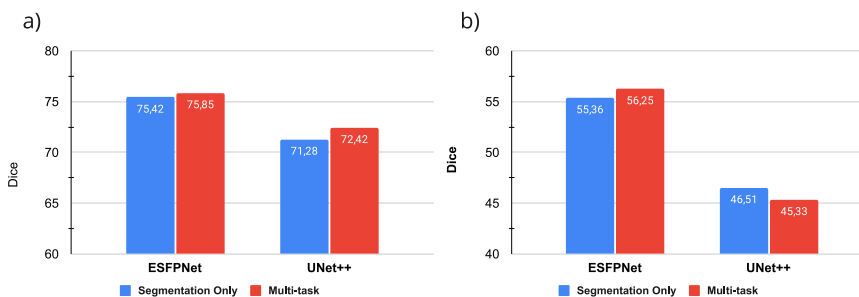 a)
80
75
70
65
60
Dice
75,42
75,85
71,28
72,42
ESFPNet
UNet++
Segmentation Only
Multi-task
b)
60
55
50
45
40
Dice
55,36
56,25
46,51
45,33
ESFPNet
UNet++
Segmentation Only
Multi-task